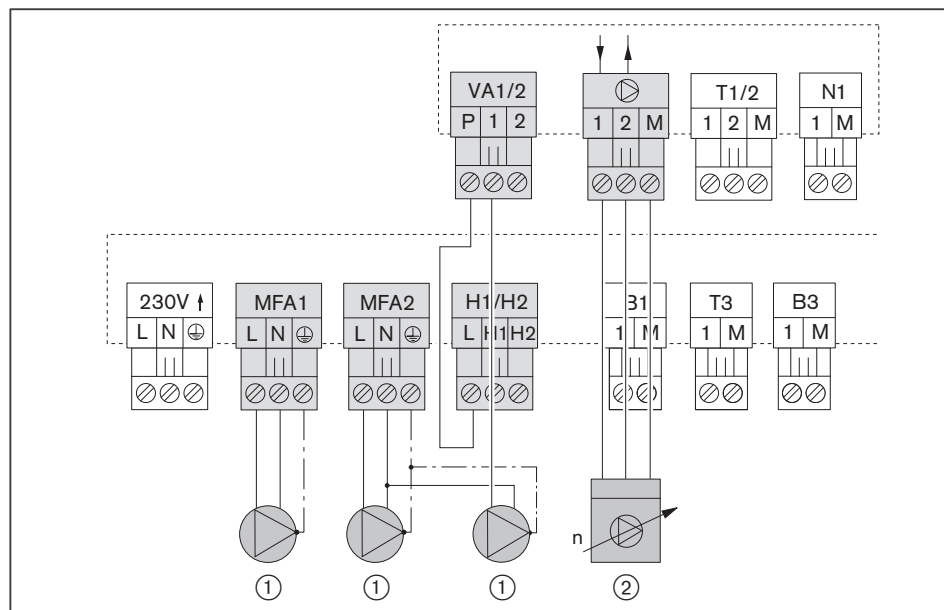 VA1/2 T1/2 N1
P 1 2 1 2 M 1 2 M 1 M
230V MFA1 MFA2 H1/H2 B1 T3 B3
L N L N L N L H1 H2 1 M 1 M 1 M
n
① ① ① ②